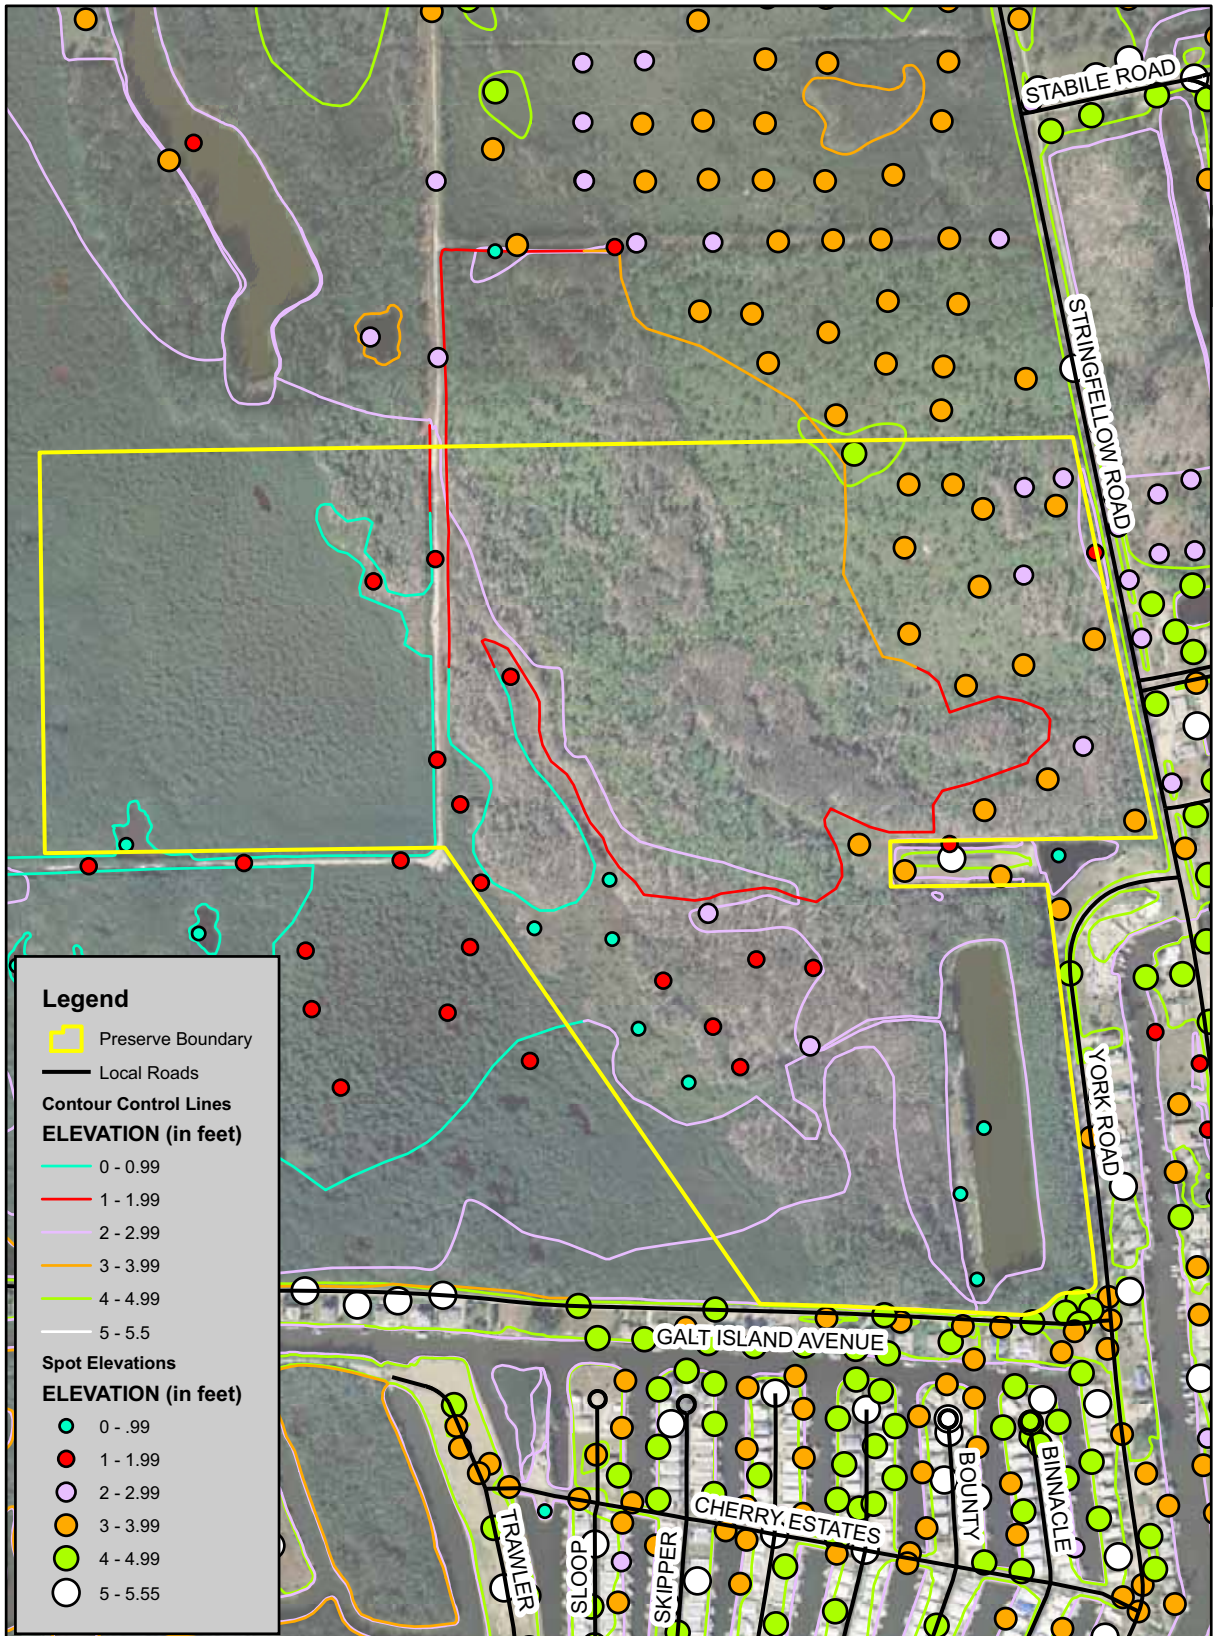 STABILE ROAD
STRINGFELLOW ROAD
YORK ROAD
GALT ISLAND AVENUE
CHERRY ESTATES
TRAWLER
SLOOP
SKIPPER
BOUNTY
BINNACLE
Legend
Preserve Boundary
Local Roads
Contour Control Lines
ELEVATION (in feet)
0 - 0.99
1 - 1.99
2 - 2.99
3 - 3.99
4 - 4.99
5 - 5.5
Spot Elevations
ELEVATION (in feet)
0 - .99
1 - 1.99
2 - 2.99
3 - 3.99
4 - 4.99
5 - 5.55